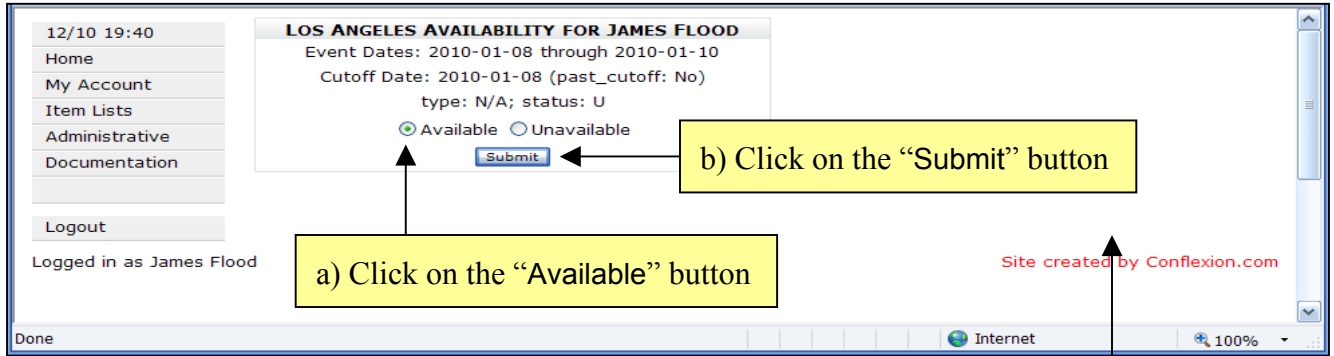 12/10 19:40
Home
My Account
Item Lists
Administrative
Documentation
Logout
Logged in as James Flood
LOS ANGELES AVAILABILITY FOR JAMES FLOOD
Event Dates: 2010-01-08 through 2010-01-10
Cutoff Date: 2010-01-08 (past_cutoff: No)
type: N/A; status: U
Available Unavailable
Submit
b) Click on the “Submit” button
a) Click on the “Available” button
Site created by Conflexion.com
Done Internet 100%